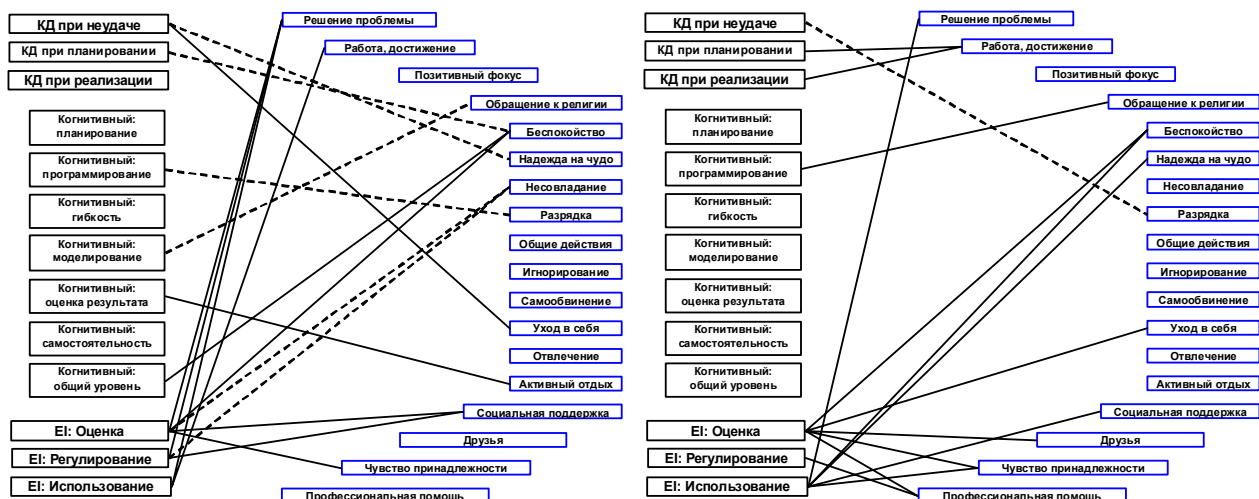 КД при неудаче
КД при планировании
КД при реализации
Когнитивный:
планирование
Когнитивный:
программирование
Когнитивный:
гибкость
Когнитивный:
моделирование
Когнитивный:
оценка результата
Когнитивный:
самостоятельность
Когнитивный:
общий уровень
EI: Оценка
EI: Регулирование
EI: Использование
Решение проблемы
Работа, достижение
Позитивный фокус
Обращение к религии
Беспокойство
Надежда на чудо
Несовладание
Разрядка
Общие действия
Игнорирование
Самообвинение
Уход в себя
Отвлечение
Активный отдых
Социальная поддержка
Друзья
Чувство принадлежности
Профессиональная помощь
КД при неудаче
КД при планировании
КД при реализации
Когнитивный:
планирование
Когнитивный:
программирование
Когнитивный:
гибкость
Когнитивный:
моделирование
Когнитивный:
оценка результата
Когнитивный:
самостоятельность
Когнитивный:
общий уровень
EI: Оценка
EI: Регулирование
EI: Использование
Решение проблемы
Работа, достижение
Позитивный фокус
Обращение к религии
Беспокойство
Надежда на чудо
Несовладание
Разрядка
Общие действия
Игнорирование
Самообвинение
Уход в себя
Отвлечение
Активный отдых
Социальная поддержка
Друзья
Чувство принадлежности
Профессиональная помощь